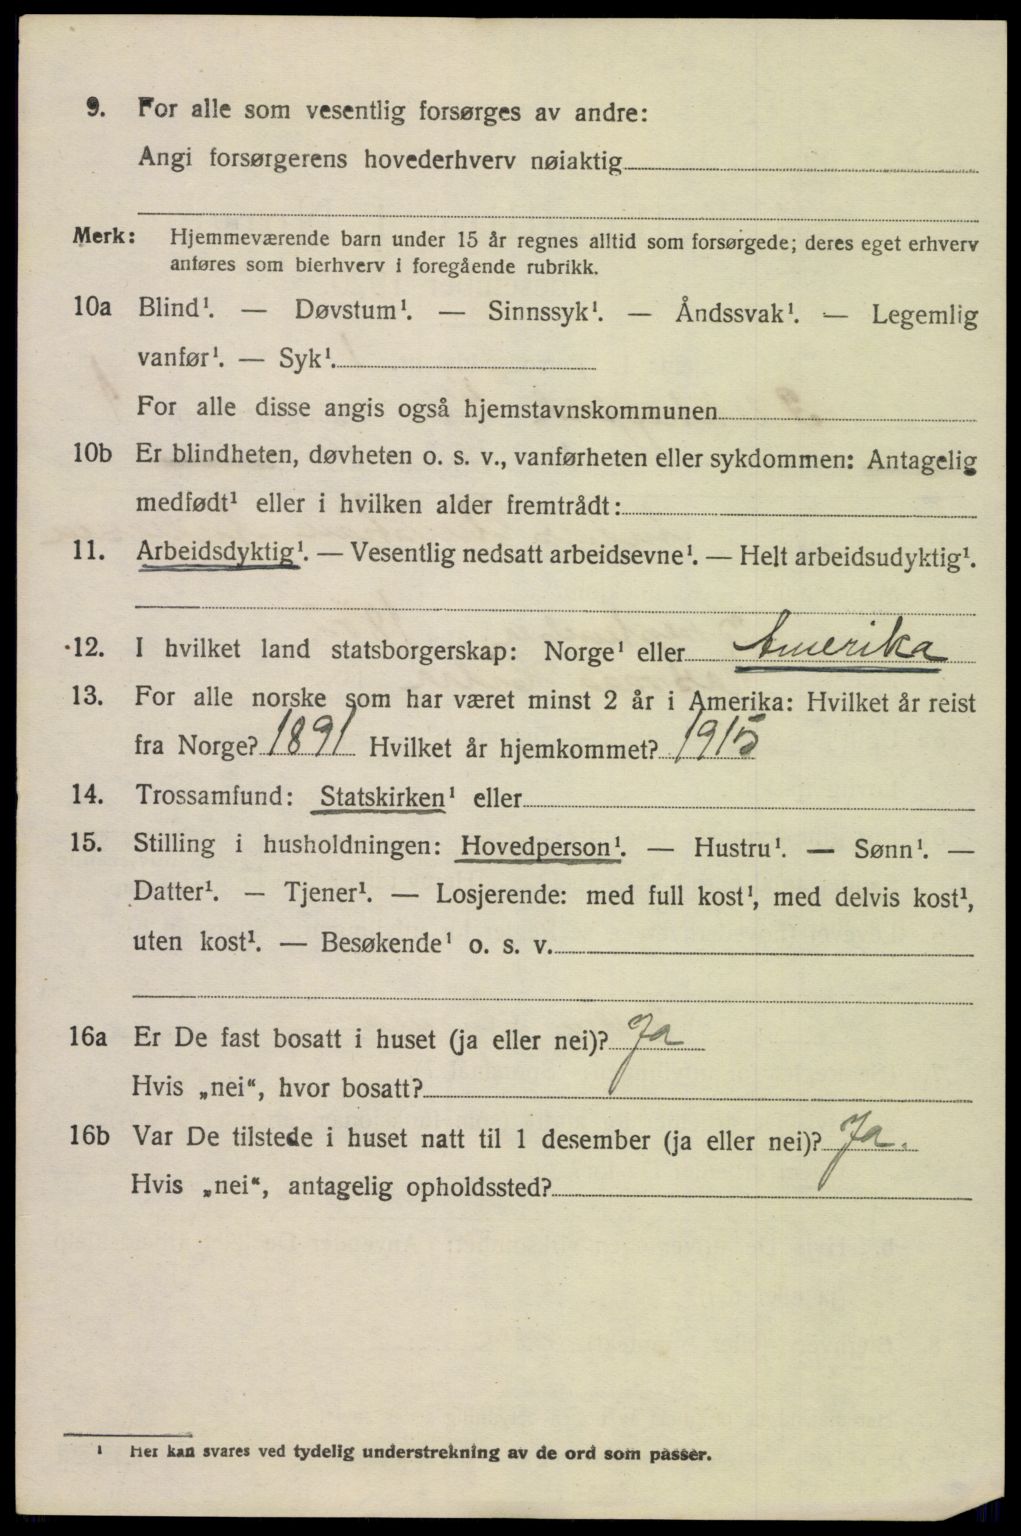 9. For alle som vesentlig forsørges av andre:
Angi forsørgerens hovederhverv nøiaktig
Merk: Hjemmeværende barn under 15 år regnes alltid som forsørgede; deres eget erhverv
anføres som bierhverv i foregående rubrikk.
10a Blind¹. — Døvstum¹. — Sinnssyk¹. — Åndssvak¹. — Legemlig
vanfør¹. — Syk¹.
For alle disse angis også hjemstavnskommunen
10b Er blindheten, døvheten o. s. v., vanførheten eller sykdommen: Antagelig
medfødt¹ eller i hvilken alder fremtrådt:
11. Arbeidsdyktig¹. — Vesentlig nedsatt arbeidsevne¹. — Helt arbeidsudyktig¹.
12. I hvilket land statsborgerskap: Norge¹ eller Amerika
13. For alle norske som har været minst 2 år i Amerika: Hvilket år reist
fra Norge? 1891 Hvilket år hjemkommet? 1915
14. Trossamfund: Statskirken¹ eller
15. Stilling i husholdningen: Hovedperson¹. — Hustru¹. — Sønn¹. —
Datter¹. — Tjener¹. — Losjerende: med full kost¹, med delvis kost¹,
uten kost¹. — Besøkende¹ o. s. v.
16a Er De fast bosatt i huset (ja eller nei)? Ja
Hvis „nei“, hvor bosatt?
16b Var De tilstede i huset natt til 1 desember (ja eller nei)? Ja.
Hvis „nei“, antagelig opholdssted?
¹ Her kan svares ved tydelig understrekning av de ord som passer.